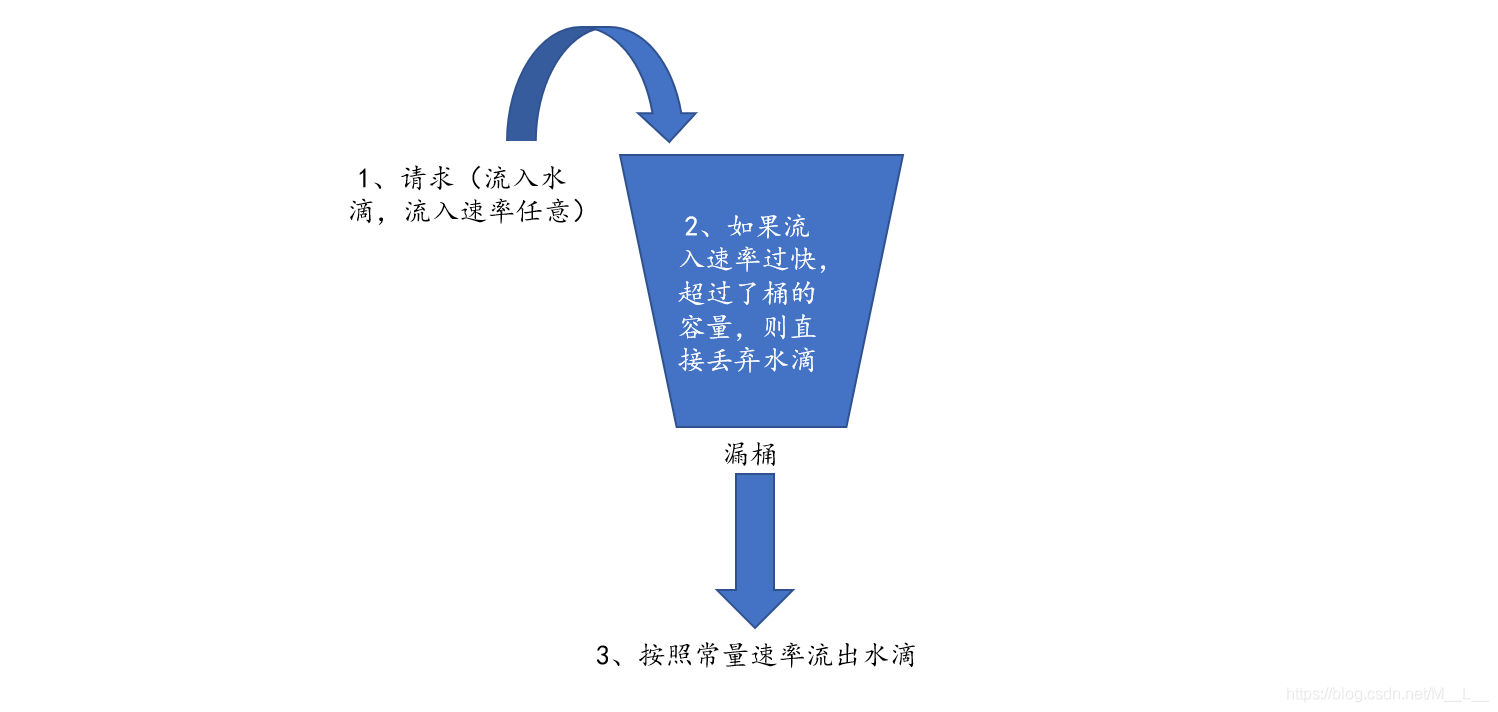 1、请求（流入水
滴，流入速率任意）
2、如果流
入速率过快，
超过了桶的
容量，则直
接丢弃水滴
漏桶
3、按照常量速率流出水滴
https://blog.csdn.net/M__L__